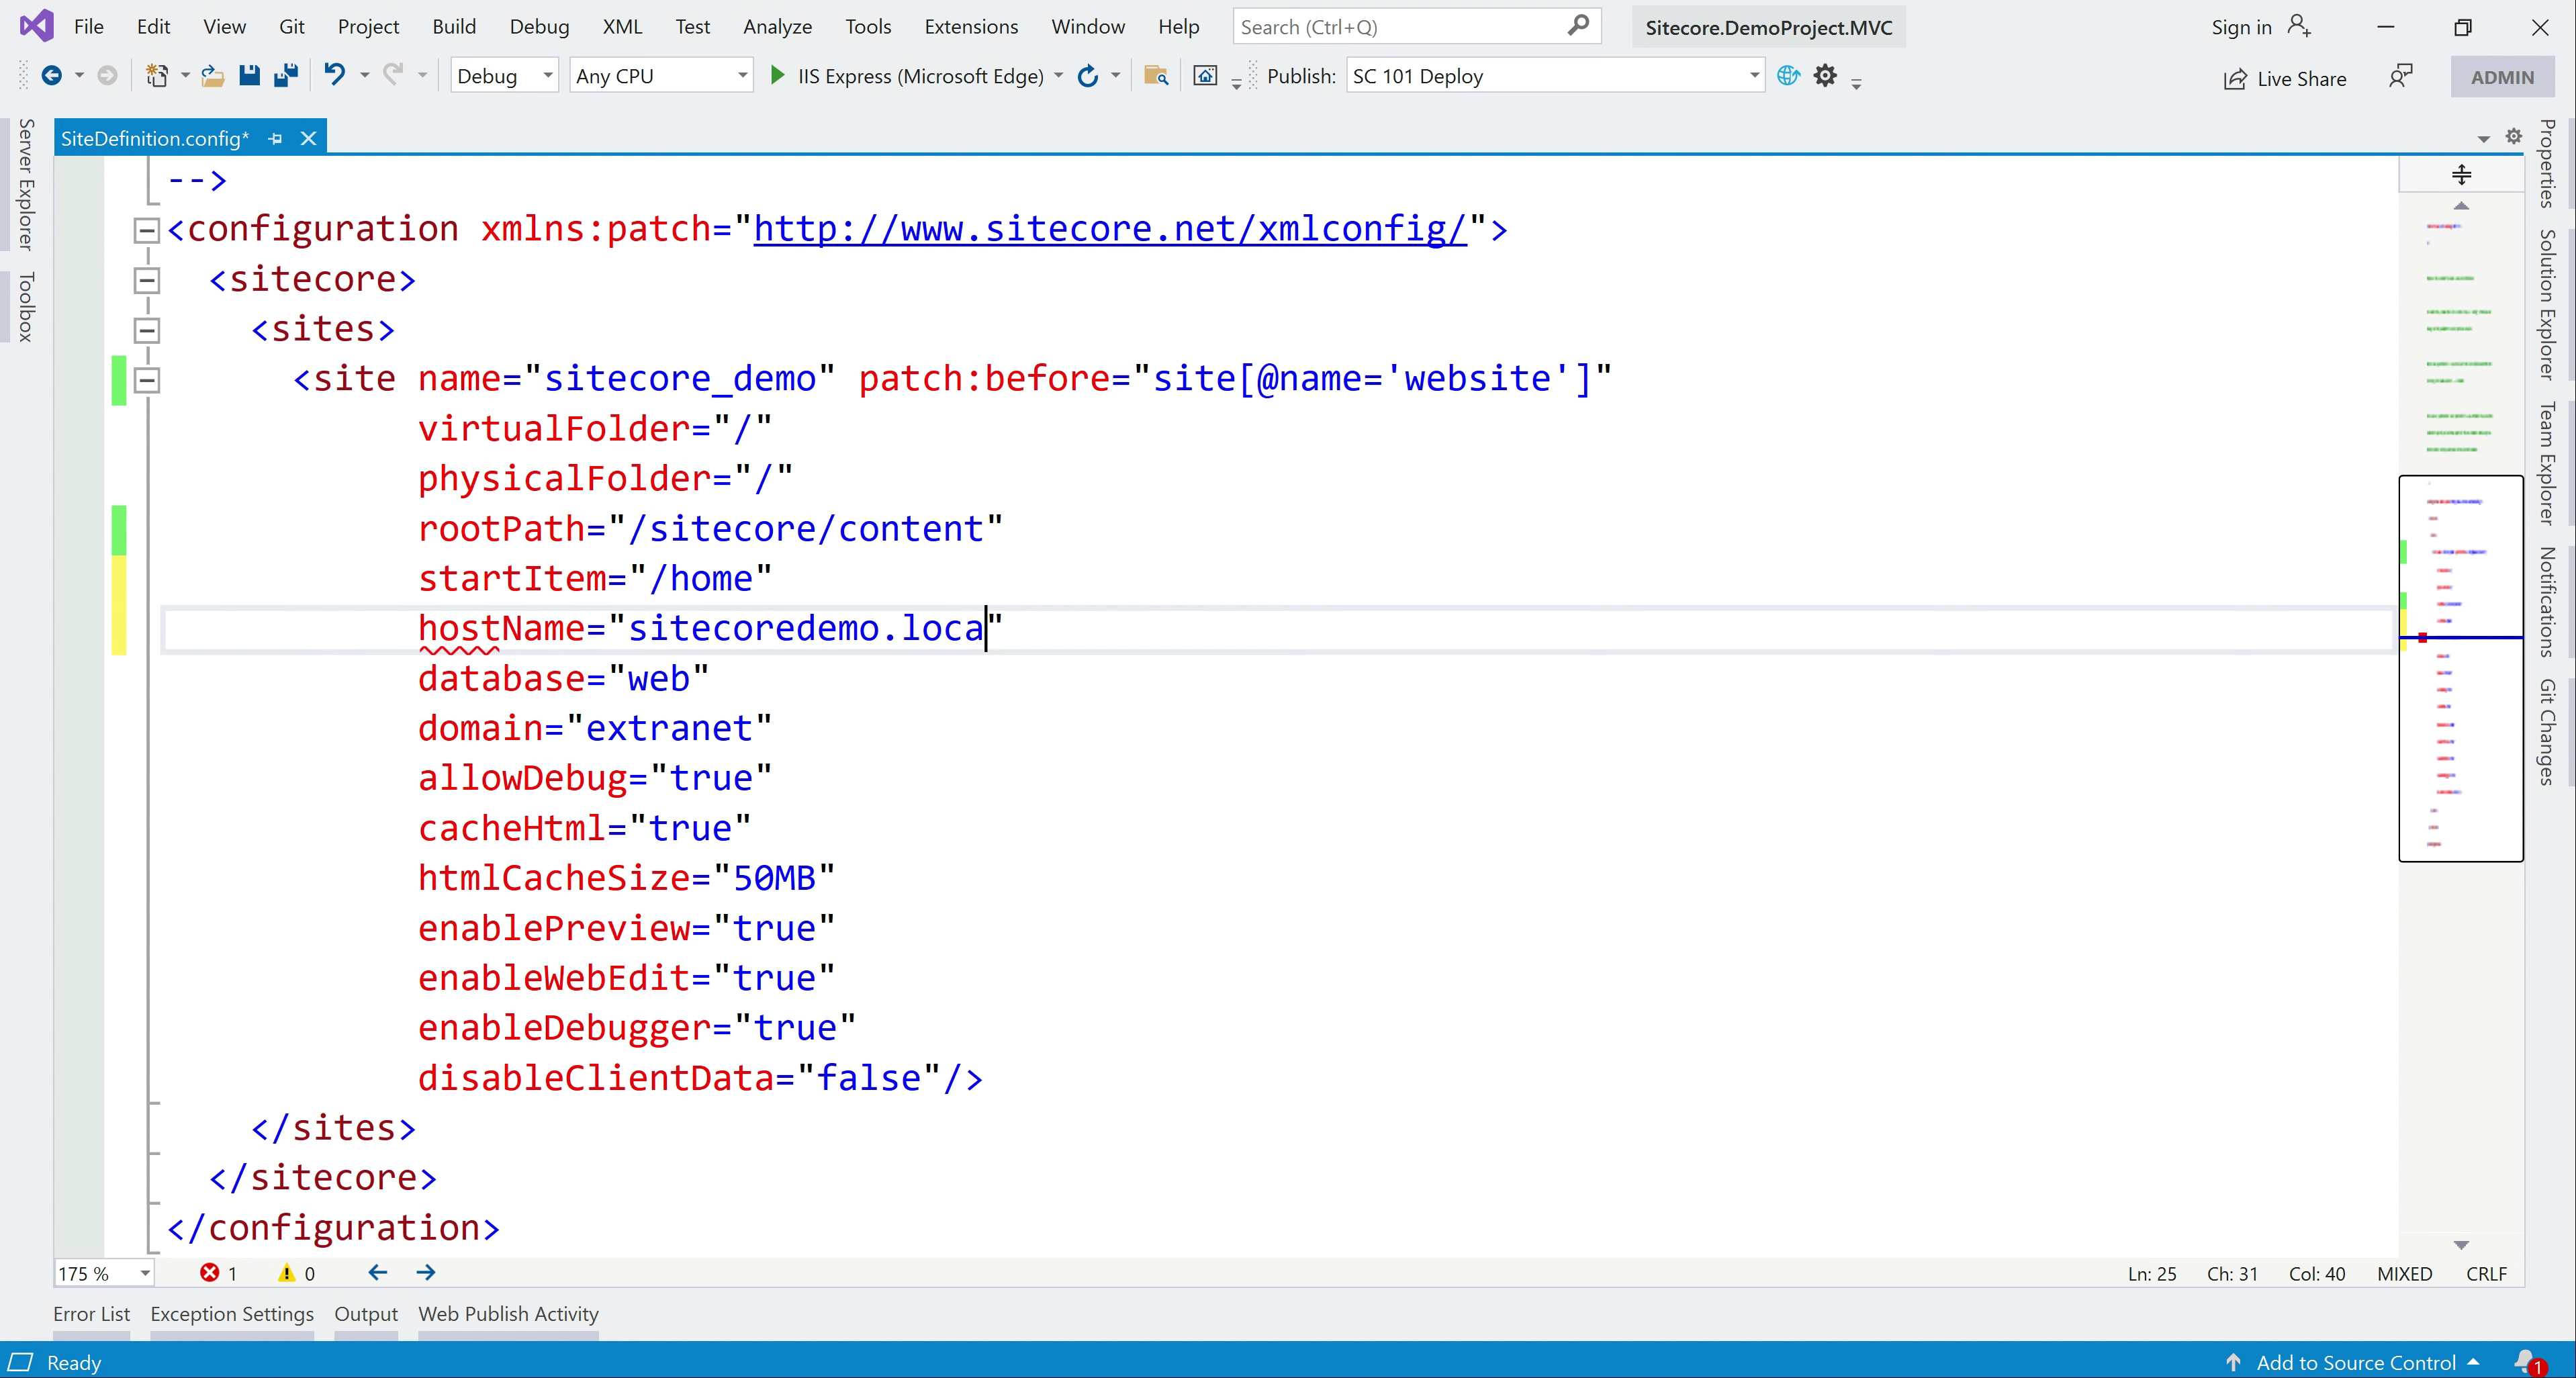 File Edit View Git Project Build Debug XML Test Analyze Tools Extensions Window Help Search (Ctrl+Q) Sitecore.DemoProject.MVC Sign in
Debug Any CPU IIS Express (Microsoft Edge) Publish: SC 101 Deploy Live Share ADMIN
Server Explorer
Toolbox
SiteDefinition.config*
-->
<configuration xmlns:patch="http://www.sitecore.net/xmlconfig/">
<sitecore>
<sites>
<site name="sitecore_demo" patch:before="site[@name='website']"
virtualFolder="/"
physicalFolder="/"
rootPath="/sitecore/content"
startItem="/home"
hostName="sitecoredemo.loca"
database="web"
domain="extranet"
allowDebug="true"
cacheHtml="true"
htmlCacheSize="50MB"
enablePreview="true"
enableWebEdit="true"
enableDebugger="true"
disableClientData="false"/>
</sites>
</sitecore>
</configuration>
Properties
Solution Explorer
Team Explorer
Notifications
Git Changes
175 % 1 0 Ln: 25 Ch: 31 Col: 40 MIXED CRLF
Error List Exception Settings Output Web Publish Activity
Ready Add to Source Control 1